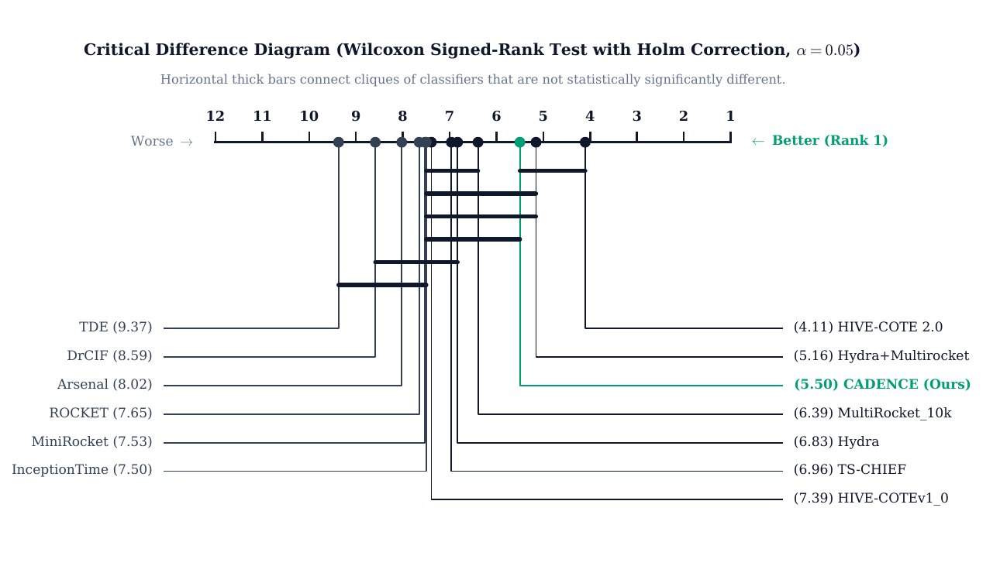 Critical Difference Diagram (Wilcoxon Signed-Rank Test with Holm Correction, α = 0.05)
Horizontal thick bars connect cliques of classifiers that are not statistically significantly different.
12 11 10 9 8 7 6 5 4 3 2 1
Worse → ← Better (Rank 1)
TDE (9.37) (4.11) HIVE-COTE 2.0
DrCIF (8.59) (5.16) Hydra+Multirocket
Arsenal (8.02) (5.50) CADENCE (Ours)
ROCKET (7.65) (6.39) MultiRocket_10k
MiniRocket (7.53) (6.83) Hydra
InceptionTime (7.50) (6.96) TS-CHIEF
(7.39) HIVE-COTEv1_0